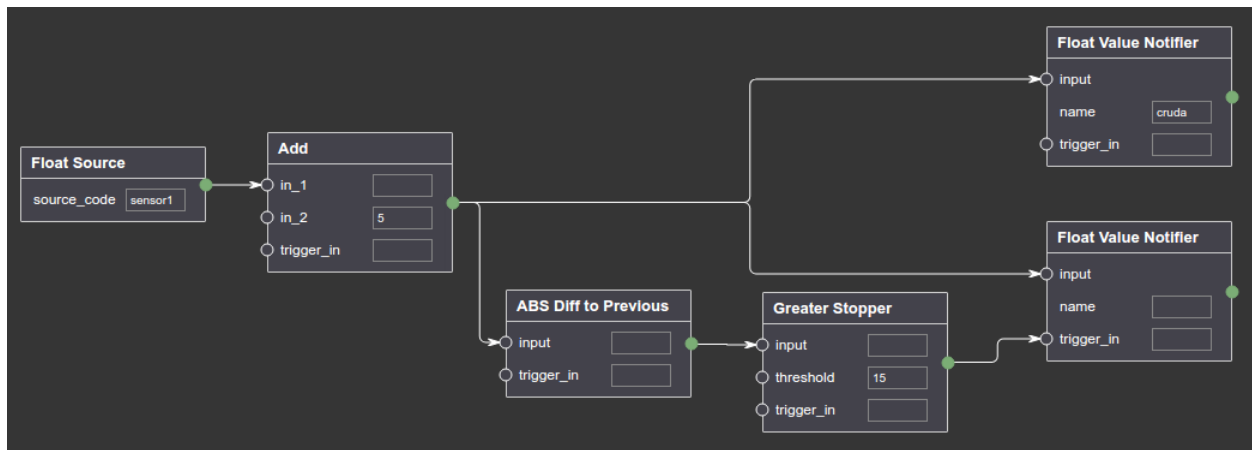 Float Source
source_code sensor1
Add
in_1
in_2 5
trigger_in
ABS Diff to Previous
input
trigger_in
Greater Stopper
input
threshold 15
trigger_in
Float Value Notifier
input
name cruda
trigger_in
Float Value Notifier
input
name
trigger_in